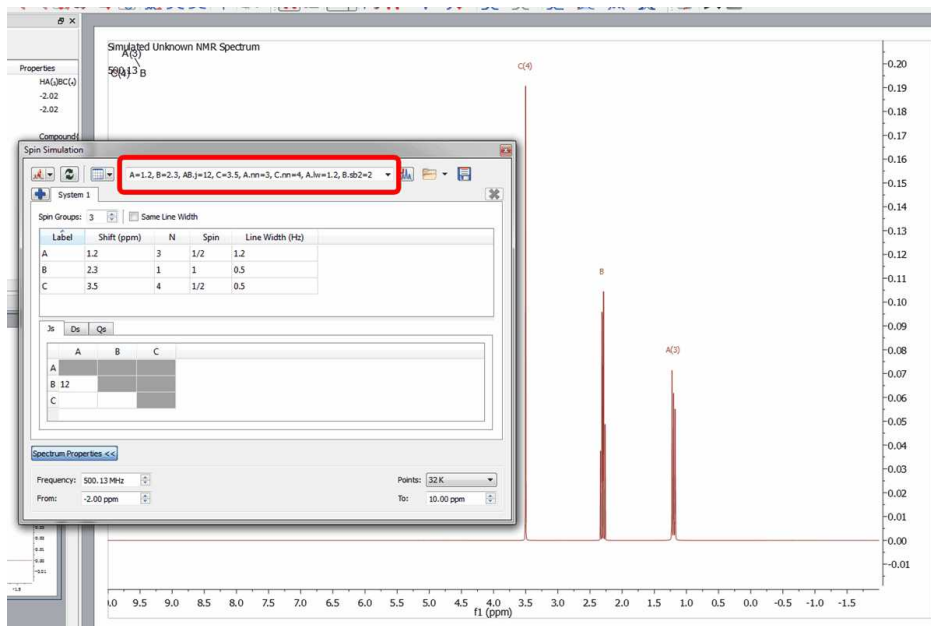 Properties
HA(3)BC(4)
-2.02
-2.02
Compound
Simulated Unknown NMR Spectrum
A(3)
C(4) B
C(4)
B
A(3)
Spin Simulation
A=1.2, B=2.3, AB.j=12, C=3.5, A.nn=3, C.nn=4, A.lw=1.2, B.sb2=2
System 1
Spin Groups: 3 Same Line Width
Label Shift (ppm) N Spin Line Width (Hz)
A 1.2 3 1/2 1.2
B 2.3 1 1 0.5
C 3.5 4 1/2 0.5
Js Ds Qs
A B C
A
B 12
C
Spectrum Properties <<
Frequency: 500.13 MHz Points: 32 K
From: -2.00 ppm To: 10.00 ppm
0.20
0.19
0.18
0.17
0.16
0.15
0.14
0.13
0.12
0.11
0.10
0.09
0.08
0.07
0.06
0.05
0.04
0.03
0.02
0.01
0.00
-0.01
.0 9.5 9.0 8.5 8.0 7.5 7.0 6.5 6.0 5.5 5.0 4.5 4.0 3.5 3.0 2.5 2.0 1.5 1.0 0.5 0.0 -0.5 -1.0 -1.5
f1 (ppm)